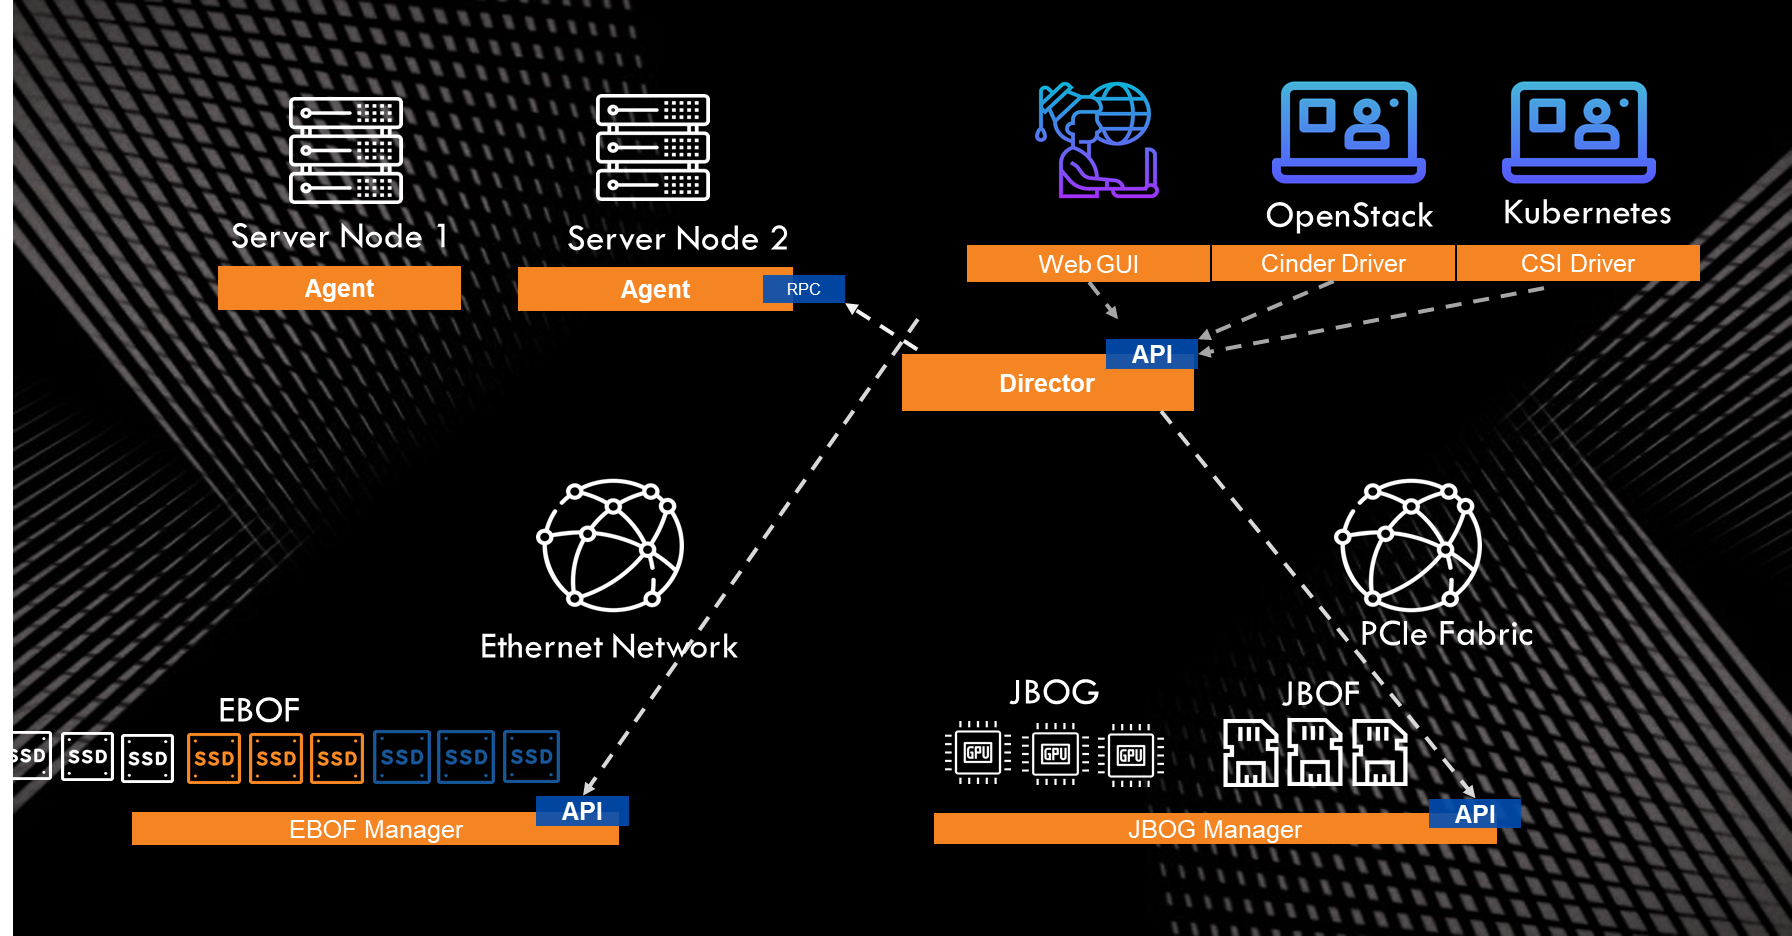 Server Node 1
Agent
Server Node 2
Agent
RPC
OpenStack
Kubernetes
Web GUI
Cinder Driver
CSI Driver
API
Director
Ethernet Network
PCIe Fabric
EBOF
SSD
SSD
SSD
SSD
SSD
SSD
SSD
SSD
SSD
API
EBOF Manager
JBOG
GPU
GPU
GPU
JBOF
API
JBOG Manager